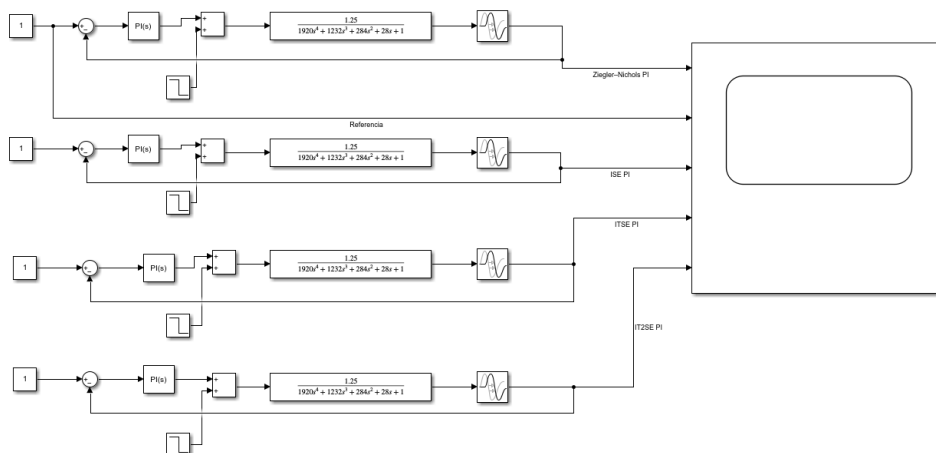 1
+
−
PI(s)
+
+
1.25
1920s⁴ + 1232s³ + 284s² + 28s + 1
Ziegler–Nichols PI
Referencia
1
+
−
PI(s)
+
+
1.25
1920s⁴ + 1232s³ + 284s² + 28s + 1
ISE PI
ITSE PI
1
+
−
PI(s)
+
+
1.25
1920s⁴ + 1232s³ + 284s² + 28s + 1
IT2SE PI
1
+
−
PI(s)
+
+
1.25
1920s⁴ + 1232s³ + 284s² + 28s + 1